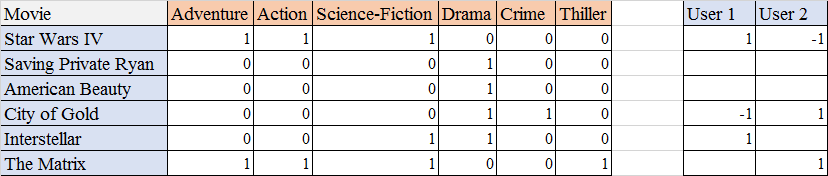 Movie Adventure Action Science-Fiction Drama Crime Thiller User 1 User 2
Star Wars IV 1 1 1 0 0 0 1 -1
Saving Private Ryan 0 0 0 1 0 0
American Beauty 0 0 0 1 0 0
City of Gold 0 0 0 1 1 0 -1 1
Interstellar 0 0 1 1 0 0 1
The Matrix 1 1 1 0 0 1 1